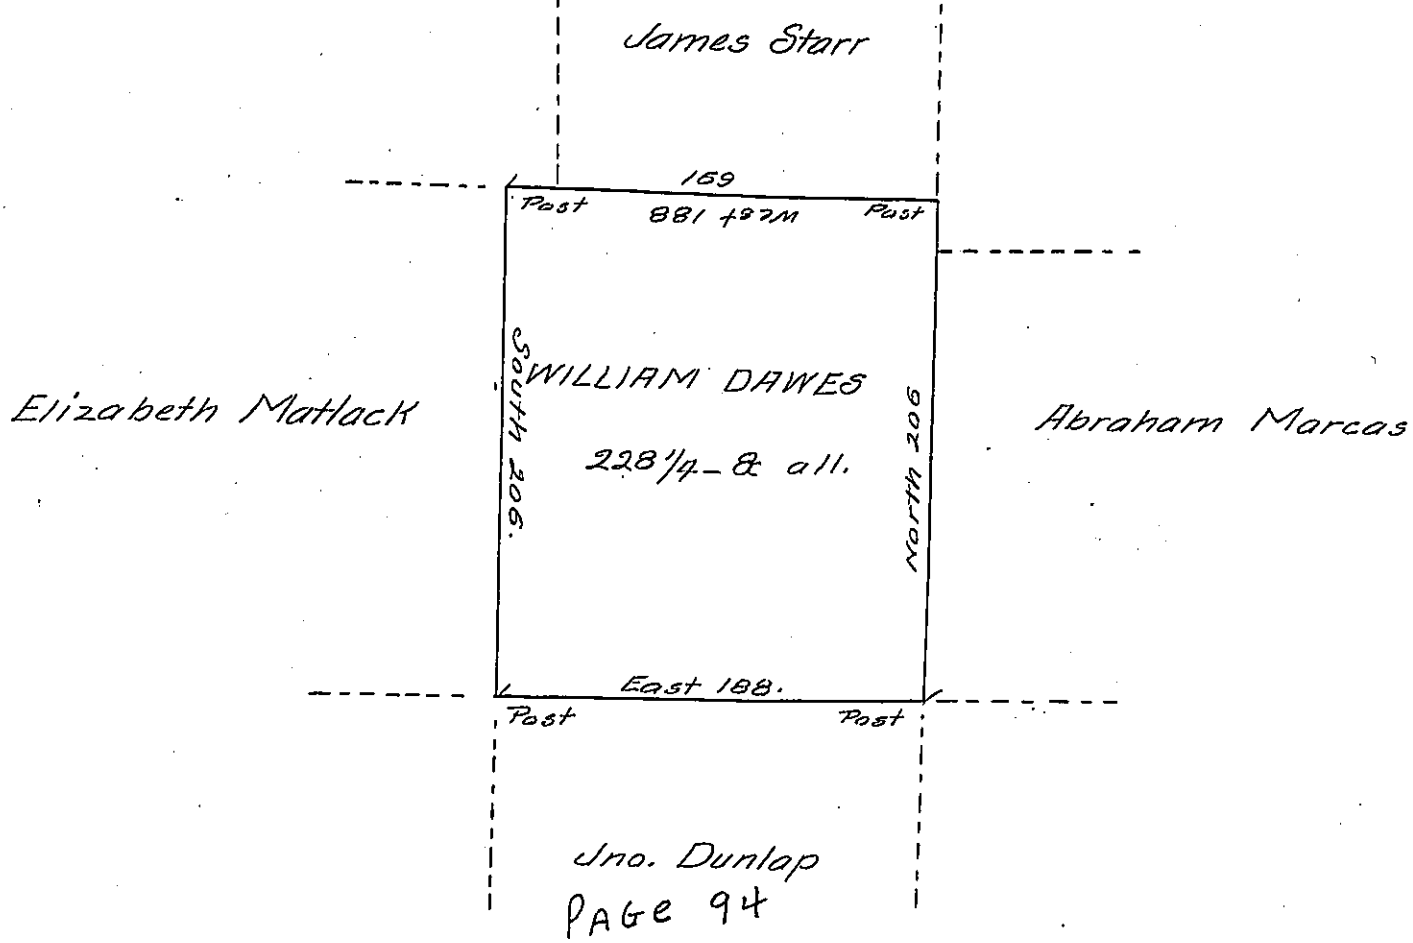 James Starr
169
Post West 188 Post
South 206.
WILLIAM DAWES
228 1/4 - & all.
North 206
Elizabeth Matlack
Abraham Marcas
East 188.
Post Post
Jno. Dunlap
PAGe 94